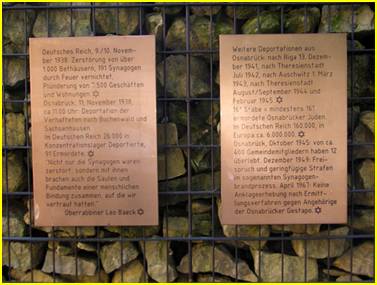 Deutsches Reich, 9./10. Novem-
ber 1938: Zerstörung von über
1.000 Bethäusern, 191 Synagogen
durch Feuer vernichtet,
Plünderung von 7.500 Geschäften
und Wohnungen. ✡
Osnabrück, 11. November 1938,
ca. 11.00 Uhr: Deportation der
Verhafteten nach Buchenwald und
Sachsenhausen.
Im Deutschen Reich 26.000 in
Konzentrationslager Deportierte,
91 Ermordete. ✡
"Nicht nur die Synagogen waren
zerstört, sondern mit ihnen
brachen auch die Säulen und
Fundamente einer menschlichen
Bindung zusammen, auf die wir
vertraut hatten."
Oberrabbiner Leo Baeck ✡
Weitere Deportationen aus
Osnabrück: nach Riga 13. Dezem-
ber 1941, nach Theresienstadt
Juli 1942, nach Auschwitz 1. März
1943, nach Theresienstadt
August/September 1944 und
Februar 1945. ✡
161 Gräber = mindestens 161
ermordete Osnabrücker Juden.
Im Deutschen Reich 160.000, in
Europa ca. 6.000.000. ✡
Osnabrück, Oktober 1945: von ca.
400 Gemeindemitgliedern haben 12
überlebt. Dezember 1949: Frei-
spruch und geringfügige Strafen
im sogenannten Synagogen-
brandprozess. April 1967: Keine
Anklageerhebung nach Ermitt-
lungsverfahren gegen Angehörige
der Osnabrücker Gestapo. ✡